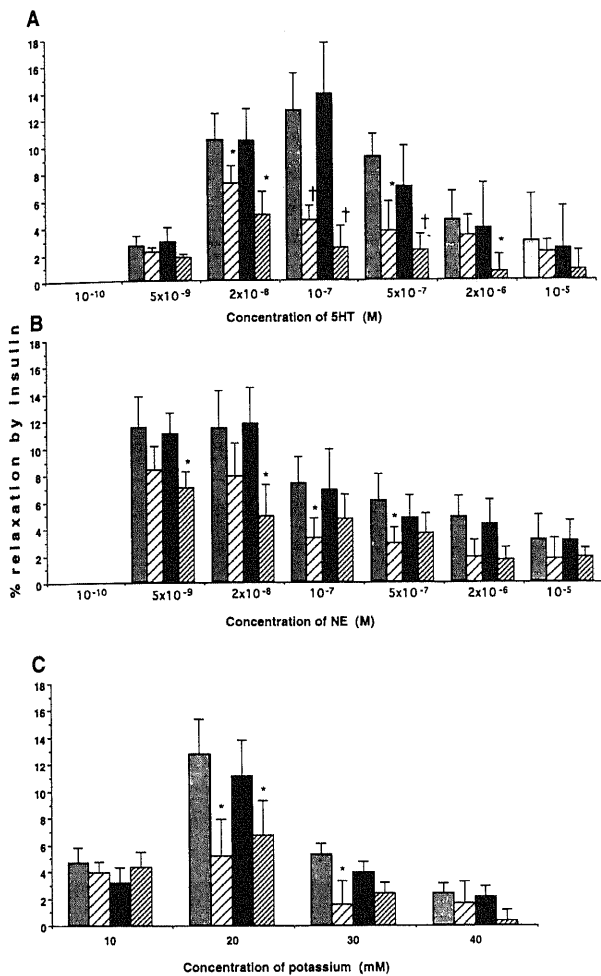 A
18
16
14
12
10
8
6
4
2
0
* * † † * † *
10⁻¹⁰ 5x10⁻⁹ 2x10⁻⁸ 10⁻⁷ 5x10⁻⁷ 2x10⁻⁶ 10⁻⁵
Concentration of 5HT (M)
% relaxation by insulin
B
18
16
14
12
10
8
6
4
2
0
* * * *
10⁻¹⁰ 5x10⁻⁹ 2x10⁻⁸ 10⁻⁷ 5x10⁻⁷ 2x10⁻⁶ 10⁻⁵
Concentration of NE (M)
C
18
16
14
12
10
8
6
4
2
0
* * *
10 20 30 40
Concentration of potassium (mM)